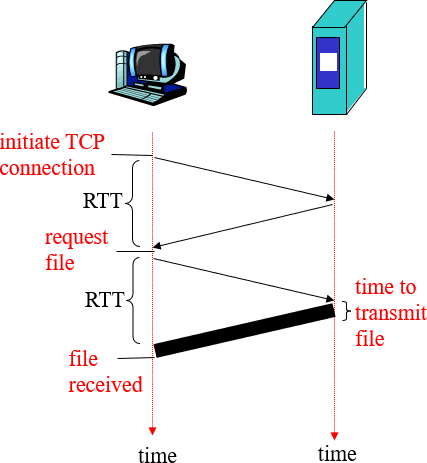 initiate TCP
connection
RTT
request
file
RTT
time to
transmit
file
file
received
time
time